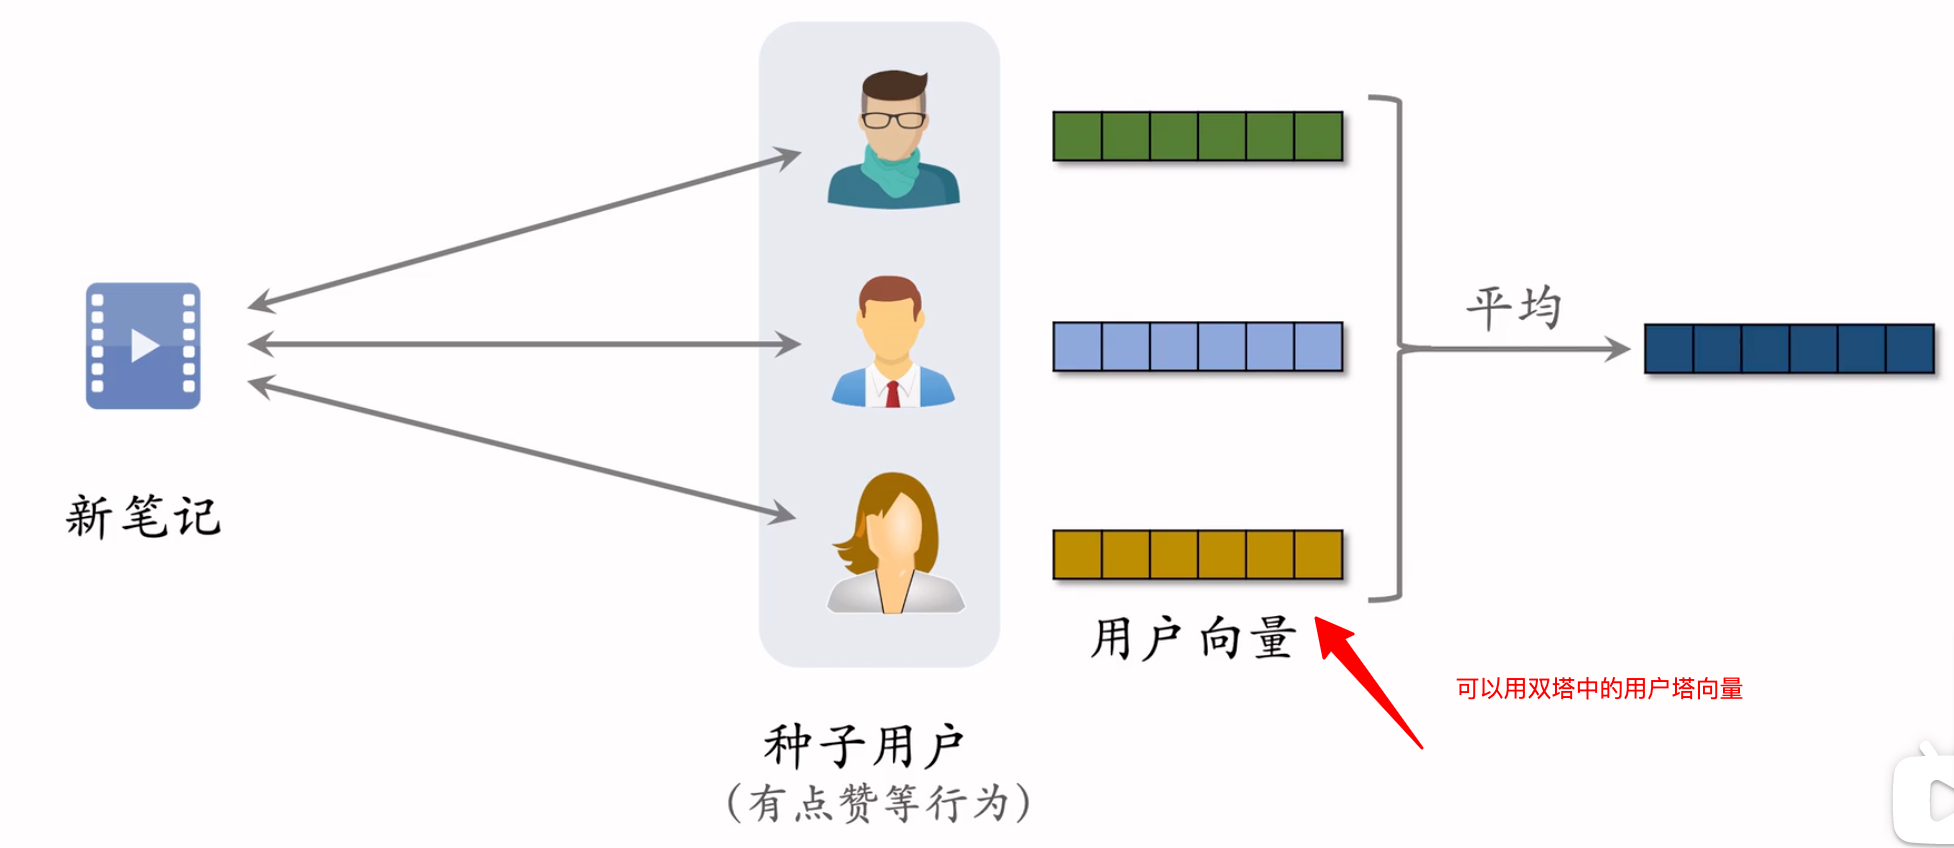 平均
新笔记
用户向量
可以用双塔中的用户塔向量
种子用户
(有点赞等行为)